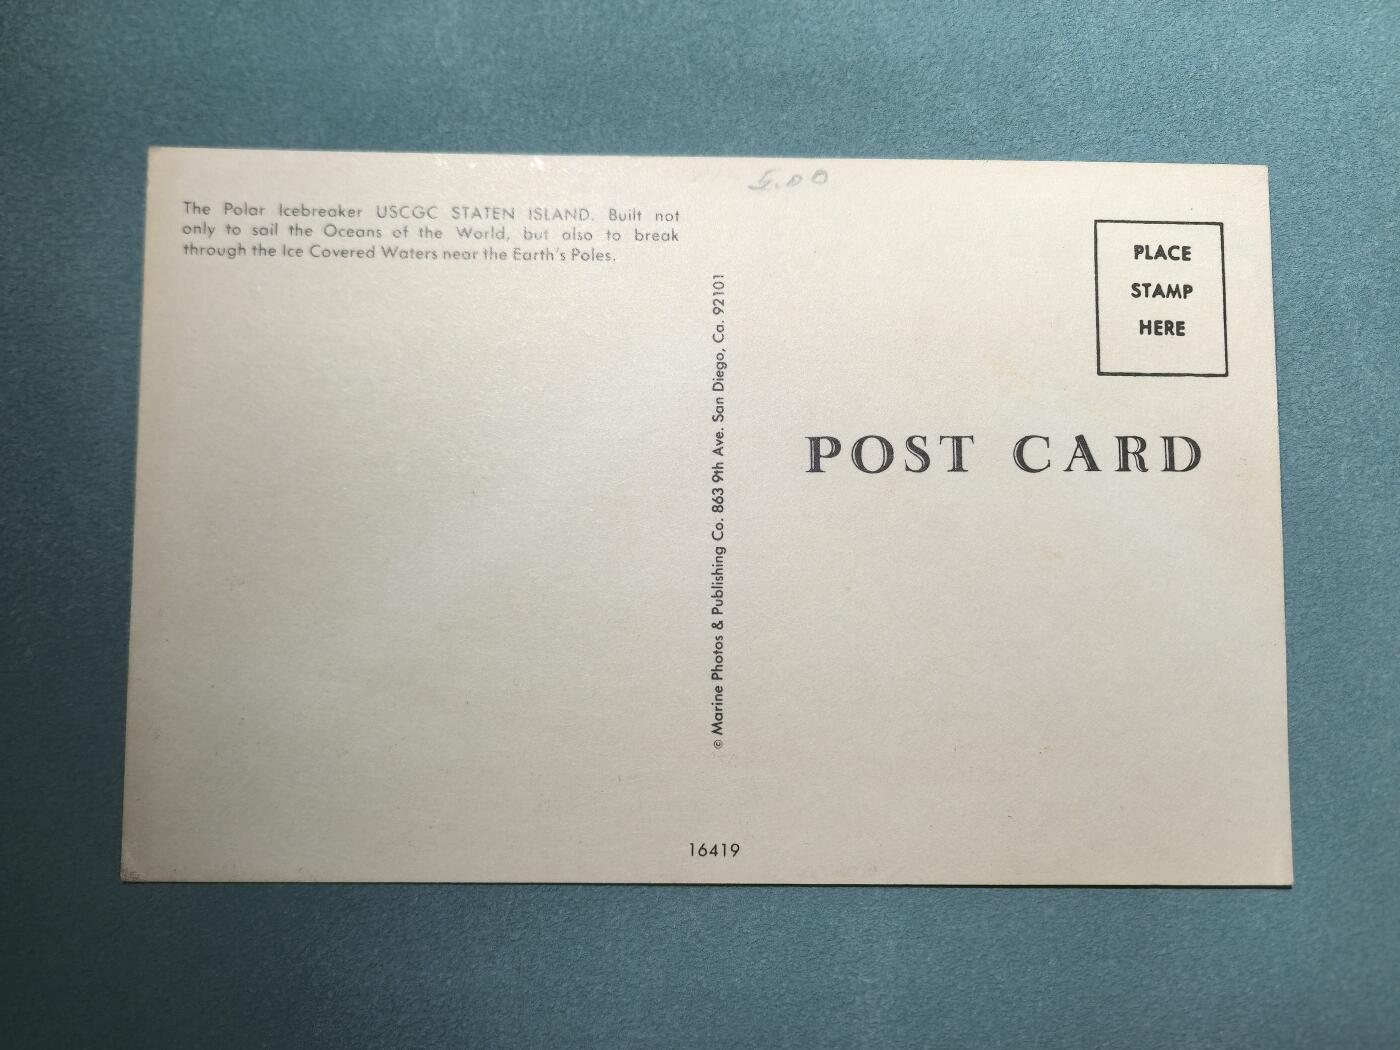 5.00
The Polar Icebreaker USCGC STATEN ISLAND. Built not
only to sail the Oceans of the World, but also to break
through the Ice Covered Waters near the Earth's Poles.
© Marine Photos & Publishing Co. 863 9th Ave. San Diego, Ca. 92101
PLACE
STAMP
HERE
POST CARD
16419